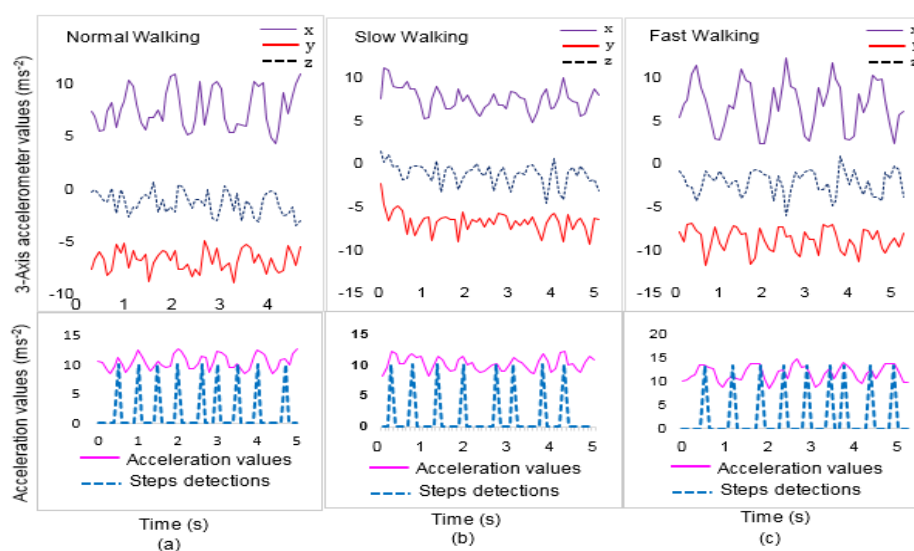 3-Axis accelerometer values (ms-2)
Normal Walking
x
y
z
10
5
0
-5
-10
0 1 2 3 4
Slow Walking
x
y
z
15
10
5
0
-5
-10
-15
0 1 2 3 4 5
Fast Walking
x
y
z
15
10
5
0
-5
-10
-15
0 1 2 3 4 5
Acceleration values (ms-2)
15
10
5
0
0 1 2 3 4 5
Acceleration values
Steps detections
Time (s)
(a)
15
10
5
0
0 1 2 3 4 5
Acceleration values
Steps detections
Time (s)
(b)
20
15
10
5
0
0 1 2 3 4 5
Acceleration values
Steps detections
Time (s)
(c)